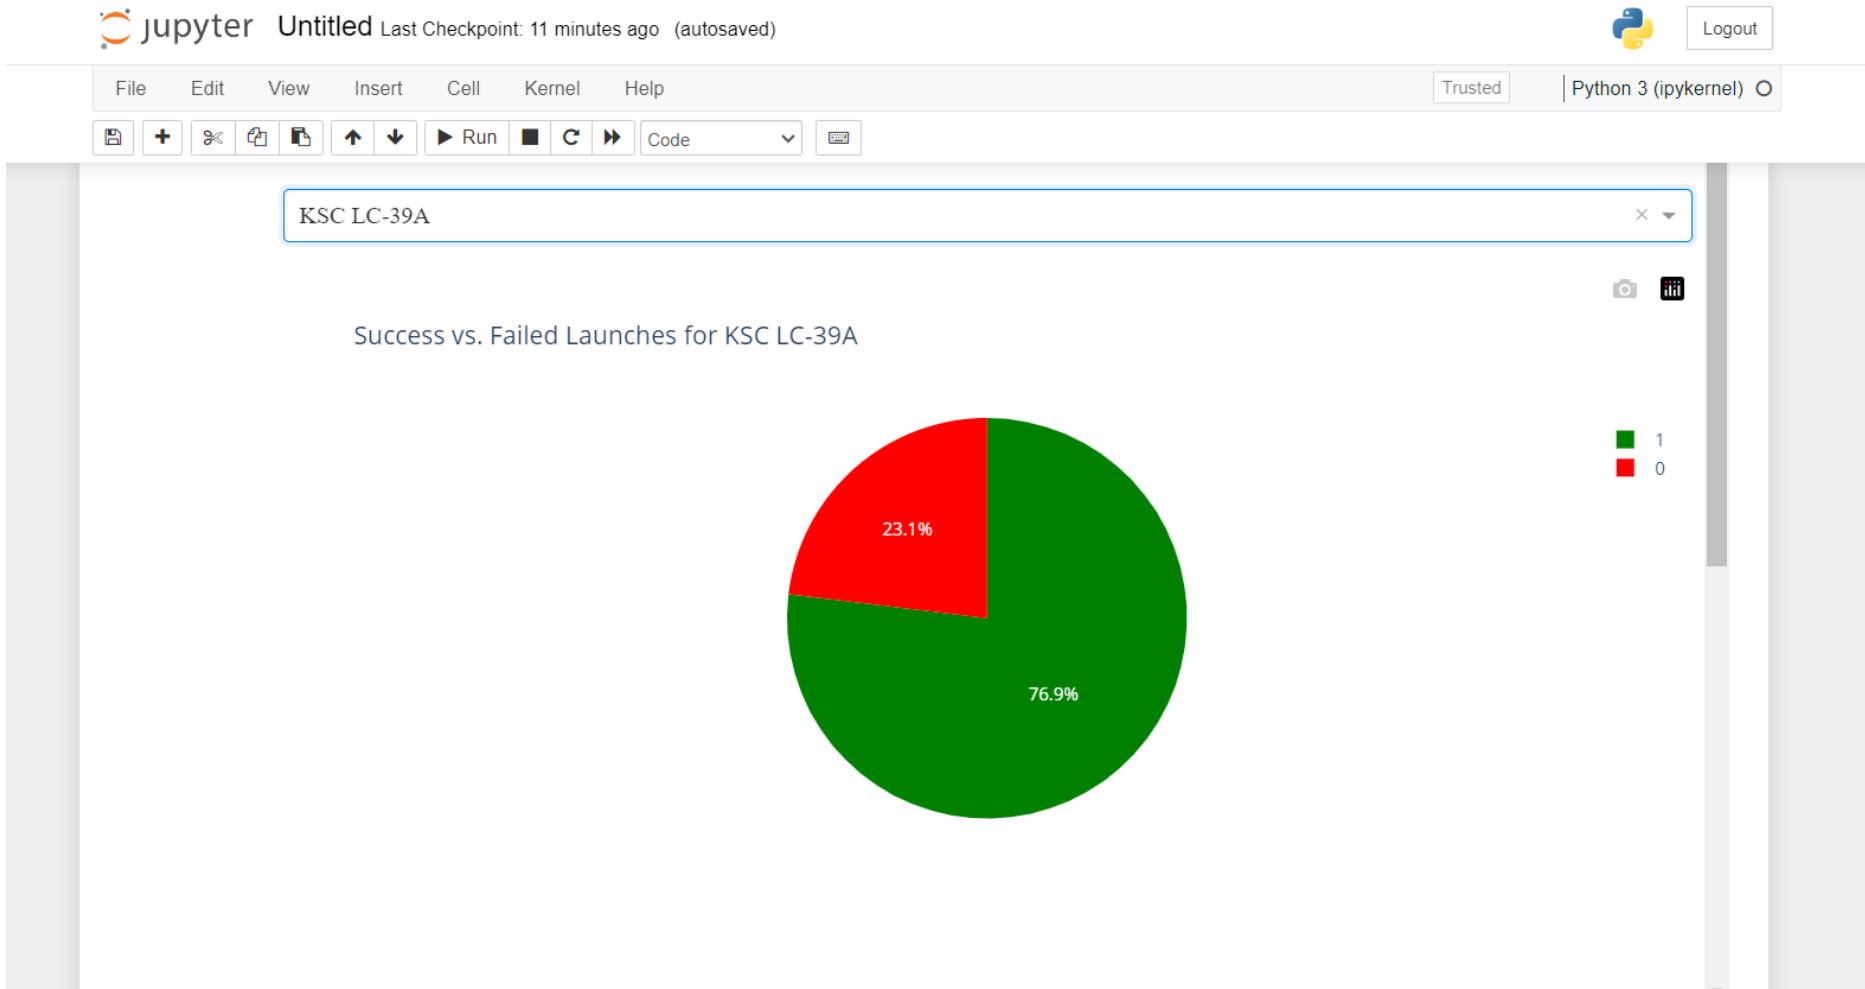 jupyter Untitled Last Checkpoint: 11 minutes ago (autosaved) Logout
File Edit View Insert Cell Kernel Help Trusted Python 3 (ipykernel)
Run Code
KSC LC-39A
Success vs. Failed Launches for KSC LC-39A
1
0
23.1%
76.9%